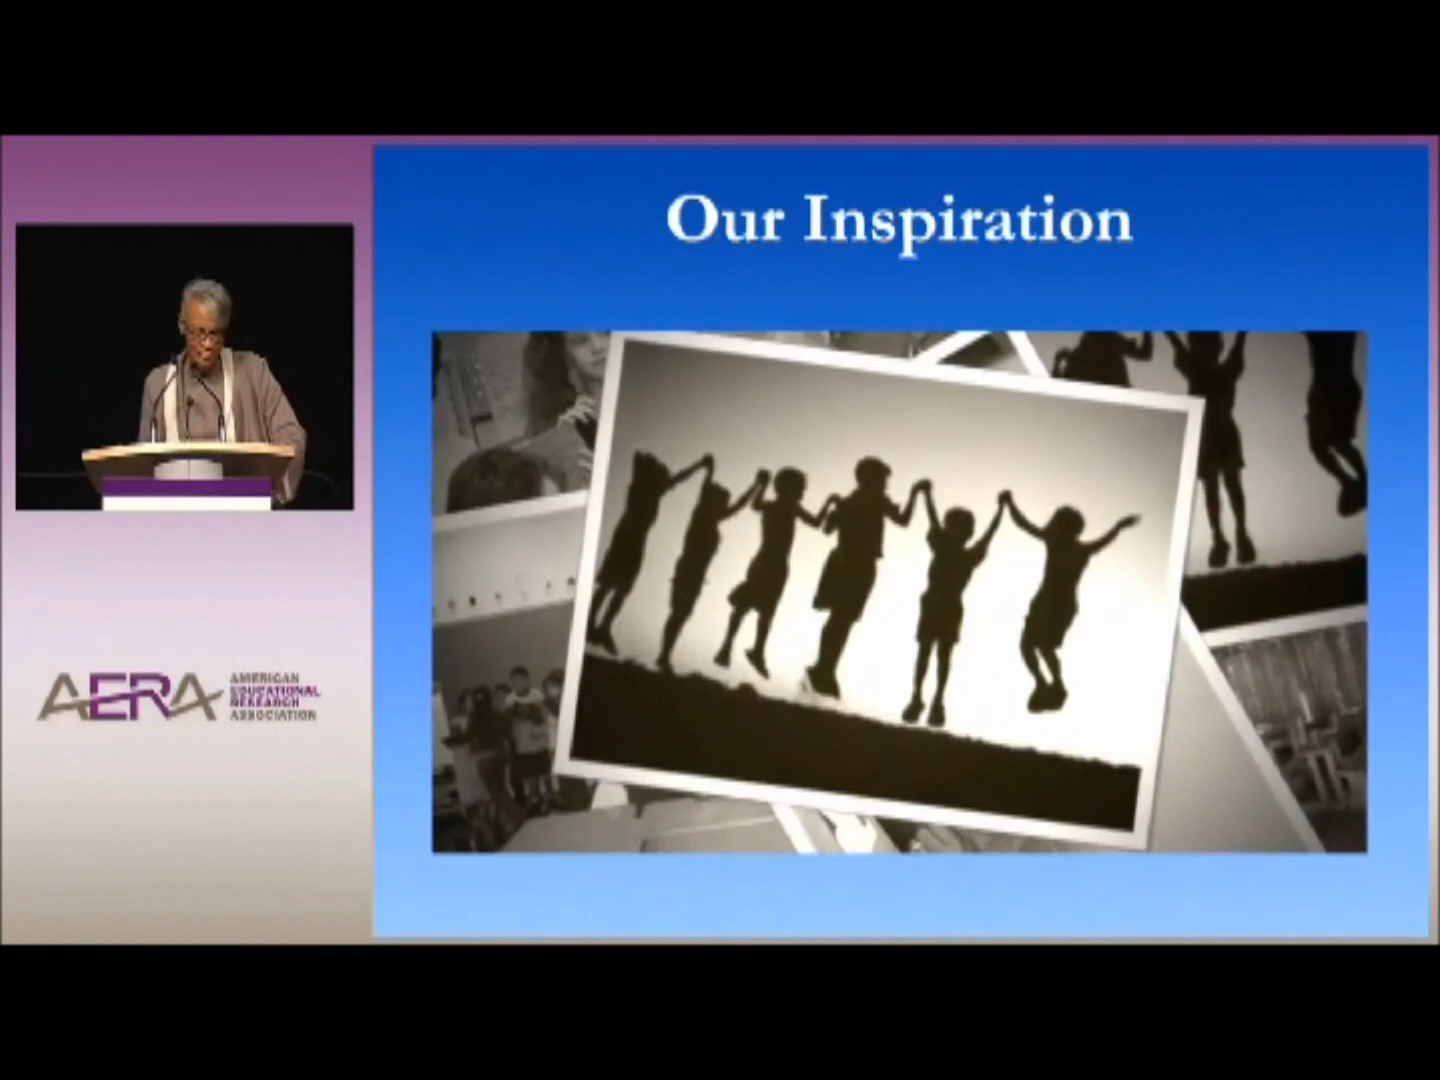 Our Inspiration
AERA
AMERICAN
EDUCATIONAL
RESEARCH
ASSOCIATION